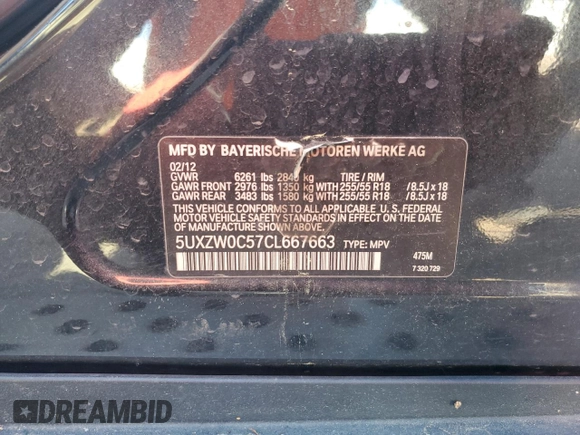 MFD BY BAYERISCHE MOTOREN WERKE AG
02/12
GVWR 6261 lbs 2840 kg TIRE / RIM
GAWR FRONT 2976 lbs 1350 kg WITH 255/55 R18 /8.5J x 18
GAWR REAR 3483 lbs 1580 kg WITH 255/55 R18 /8.5J x 18
THIS VEHICLE CONFORMS TO ALL APPLICABLE U. S. FEDERAL
MOTOR VEHICLE SAFETY STANDARDS IN EFFECT ON THE DATE
OF MANUFACTURE SHOWN ABOVE.
5UXZW0C57CL667663 TYPE: MPV
475M
7 320 729
DREAMBID